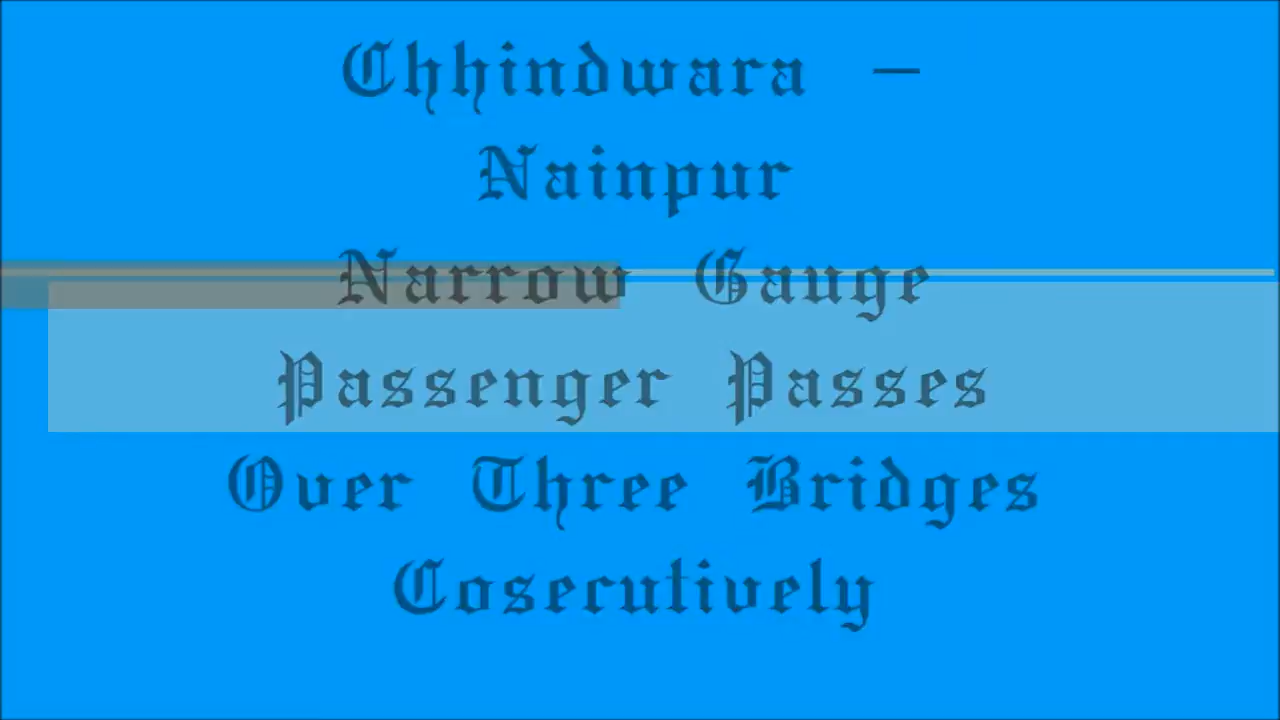 Chhindwara –
Nainpur
Narrow Gauge
Passenger Passes
Over Three Bridges
Cosecutively